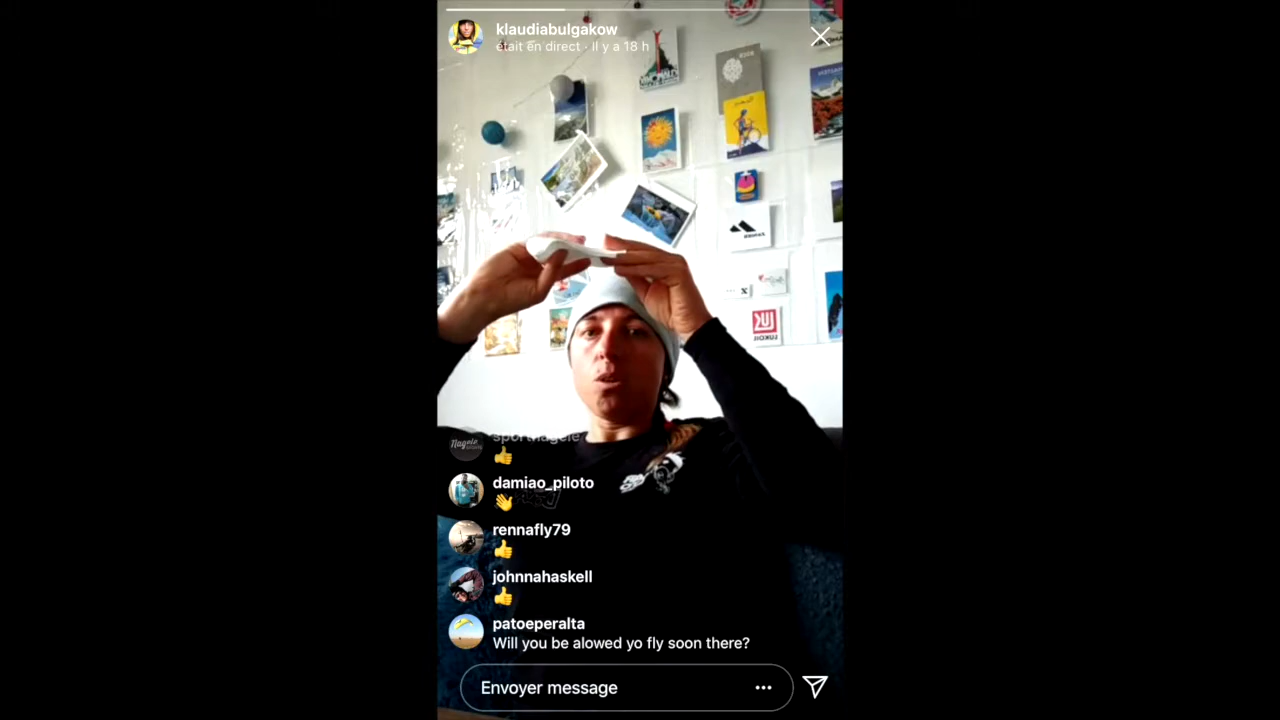 klaudiabulgakow
était en direct · Il y a 18 h
sportnagele
damiao_piloto
rennafly79
johnnahaskell
patoeperalta
Will you be alowed yo fly soon there?
Envoyer message